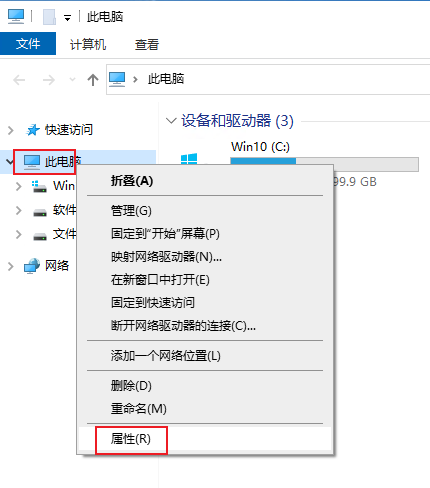 此电脑
文件 计算机 查看
此电脑
快速访问
设备和驱动器 (3)
此电脑
Win10 (C:)
99.9 GB
Win
软件
文件
网络
折叠(A)
管理(G)
固定到“开始”屏幕(P)
映射网络驱动器(N)...
在新窗口中打开(E)
固定到快速访问
断开网络驱动器的连接(C)...
添加一个网络位置(L)
删除(D)
重命名(M)
属性(R)